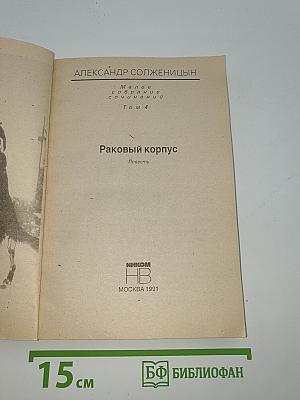 АЛЕКСАНДР СОЛЖЕНИЦЫН
Малое
собрание
сочинений
Том 4
Раковый корпус
Повесть
ИНКОМ
НВ
МОСКВА 1991
15 см
БФ БИБЛИОФАН